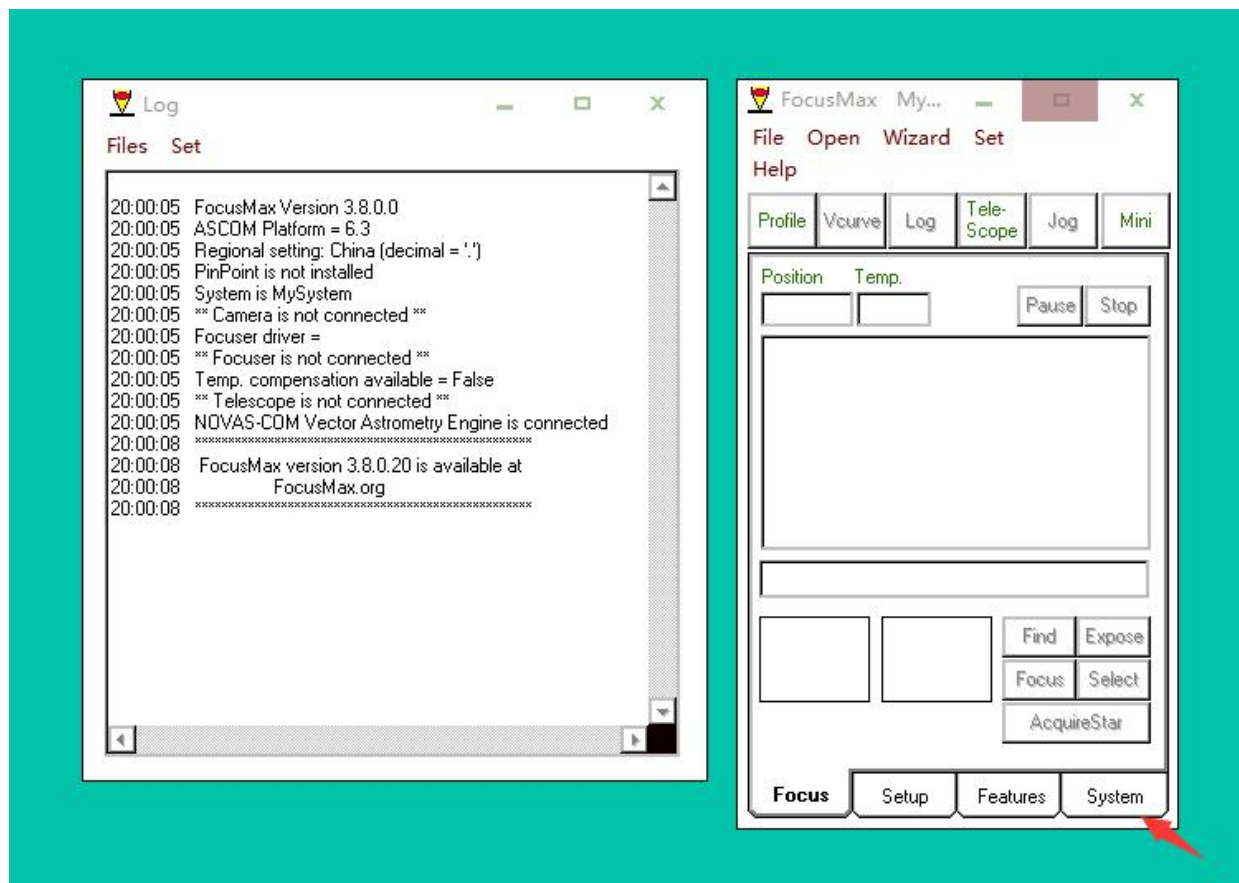 Log
Files Set
20:00:05 FocusMax Version 3.8.0.0
20:00:05 ASCOM Platform = 6.3
20:00:05 Regional setting: China (decimal = '.')
20:00:05 PinPoint is not installed
20:00:05 System is MySystem
20:00:05 ** Camera is not connected **
20:00:05 Focuser driver =
20:00:05 ** Focuser is not connected **
20:00:05 Temp. compensation available = False
20:00:05 ** Telescope is not connected **
20:00:05 NOVAS-COM Vector Astrometry Engine is connected
20:00:08 **************************************************
20:00:08 FocusMax version 3.8.0.20 is available at
20:00:08 FocusMax.org
20:00:08 **************************************************
FocusMax My...
File Open Wizard Set
Help
Profile Vcurve Log Tele-Scope Jog Mini
Position Temp.
Pause Stop
Find Expose
Focus Select
AcquireStar
Focus Setup Features System